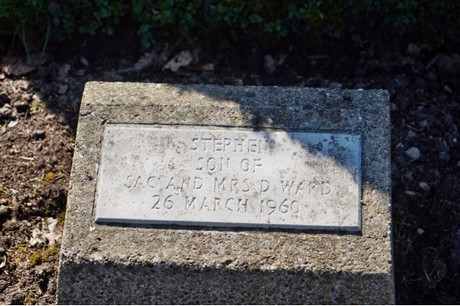 STEPHEN
SON OF
SAC AND MRS D. WARD
26 MARCH 1960